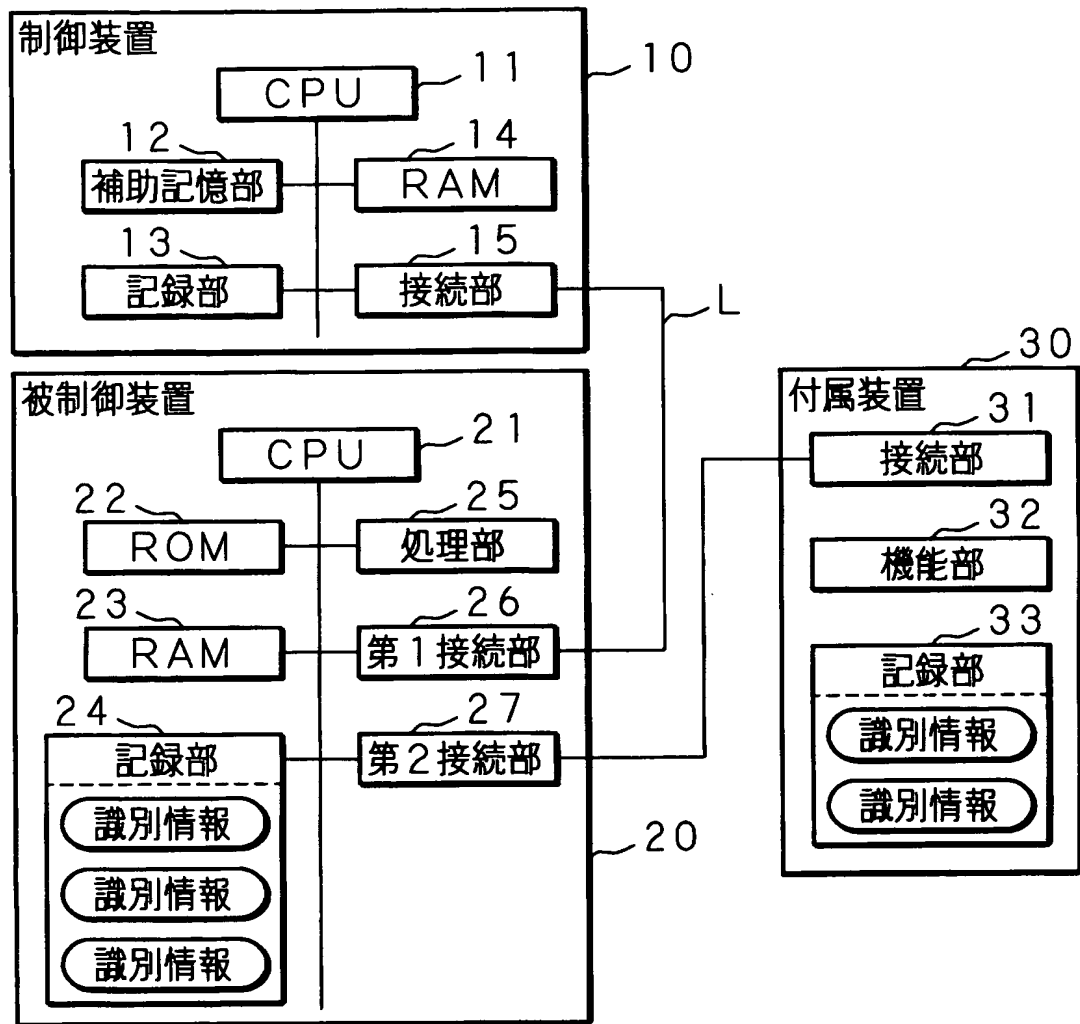 制御装置
10
11
CPU
12
14
補助記憶部
RAM
13
15
記録部
接続部
L
被制御装置
21
CPU
22
25
ROM
処理部
23
26
RAM
第1接続部
24
27
記録部
第2接続部
識別情報
識別情報
識別情報
20
30
付属装置
31
接続部
32
機能部
33
記録部
識別情報
識別情報